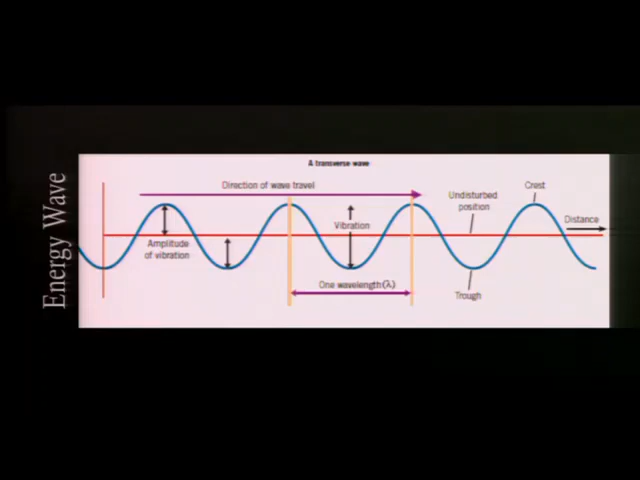 Energy Wave
A transverse wave
Direction of wave travel
Undisturbed
position
Crest
Distance
Vibration
Amplitude
of vibration
One wavelength (λ)
Trough